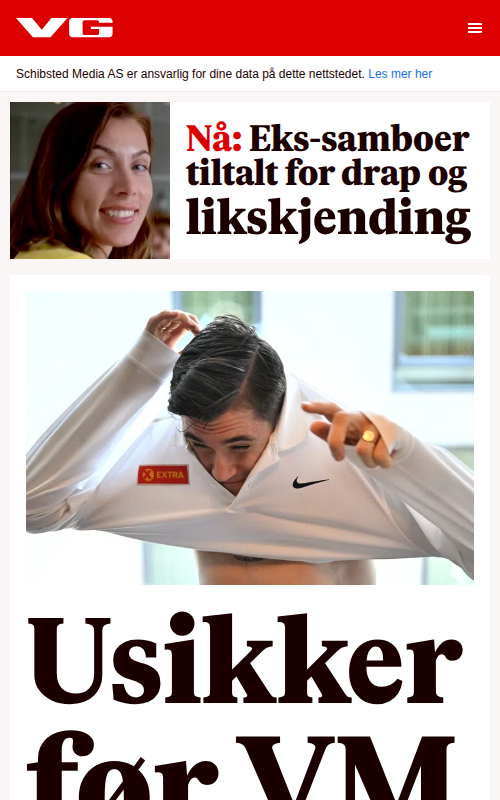 VG
Schibsted Media AS er ansvarlig for dine data på dette nettstedet. Les mer her
Nå: Eks-samboer
tiltalt for drap og
likskjending
EXTRA
Usikker
før VM